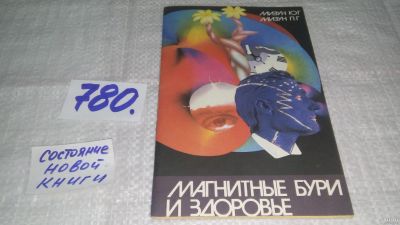 780.
СОСТОЯНИЕ
НОВОЙ
КНИГИ
МИЗУН Ю.Г.
МИЗУН П.Г.
МАГНИТНЫЕ БУРИ
И ЗДОРОВЬЕ